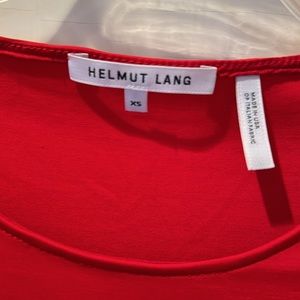 HELMUT LANG
XS
MADE IN USA
OF ITALIAN FABRIC